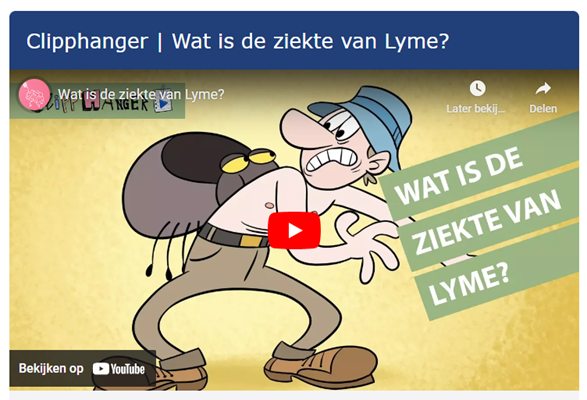 Clipphanger | Wat is de ziekte van Lyme?
Wat is de ziekte van Lyme?
Later bekij...
Delen
WAT IS DE
ZIEKTE VAN
LYME?
Bekijken op YouTube